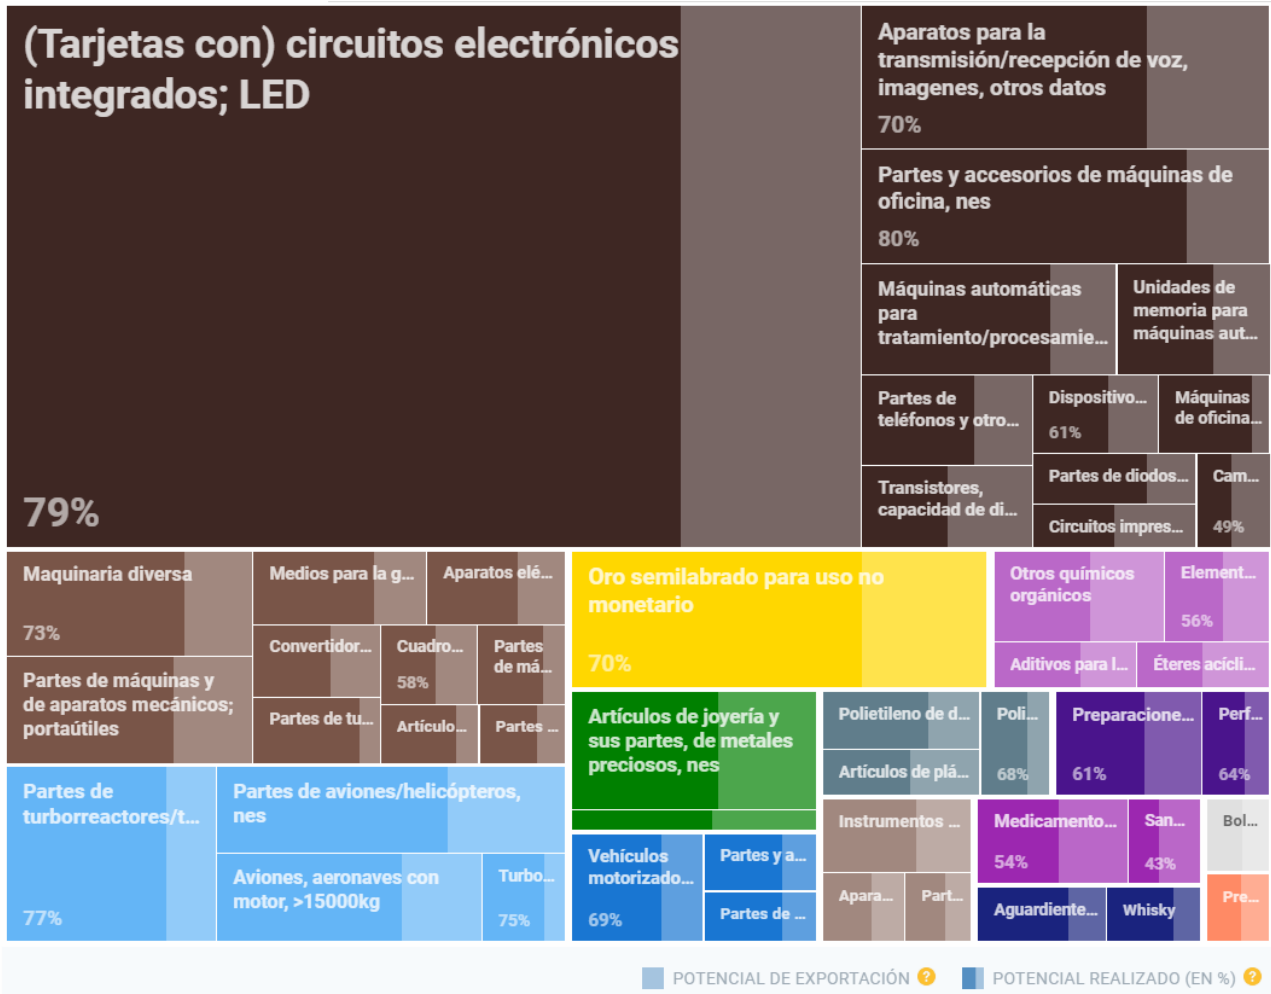 (Tarjetas con) circuitos electrónicos
integrados; LED
79%
Aparatos para la
transmisión/recepción de voz,
imagenes, otros datos
70%
Partes y accesorios de máquinas de
oficina, nes
80%
Máquinas automáticas
para
tratamiento/procesamie...
Unidades de
memoria para
máquinas aut...
Partes de
teléfonos y otro...
Dispositivo...
61%
Máquinas
de oficina...
Transistores,
capacidad de di...
Partes de diodos...
Circuitos impres...
Cam...
49%
Maquinaria diversa
73%
Medios para la g...
Aparatos elé...
Convertidor...
Cuadro...
58%
Partes
de má...
Partes de máquinas y
de aparatos mecánicos;
portaútiles
Partes de tu...
Artículo...
Partes ...
Partes de
turborreactores/t...
77%
Partes de aviones/helicópteros,
nes
Aviones, aeronaves con
motor, >15000kg
Turbo...
75%
Oro semilabrado para uso no
monetario
70%
Artículos de joyería y
sus partes, de metales
preciosos, nes
Vehículos
motorizado...
69%
Partes y a...
Partes de ...
Otros químicos
orgánicos
Element...
56%
Aditivos para l...
Éteres acícli...
Polietileno de d...
Artículos de plá...
Poli...
68%
Preparacione...
61%
Perf...
64%
Instrumentos ...
Apara...
Part...
Medicamento...
54%
San...
43%
Bol...
Aguardiente...
Whisky
Pre...
POTENCIAL DE EXPORTACIÓN ?
POTENCIAL REALIZADO (EN %) ?